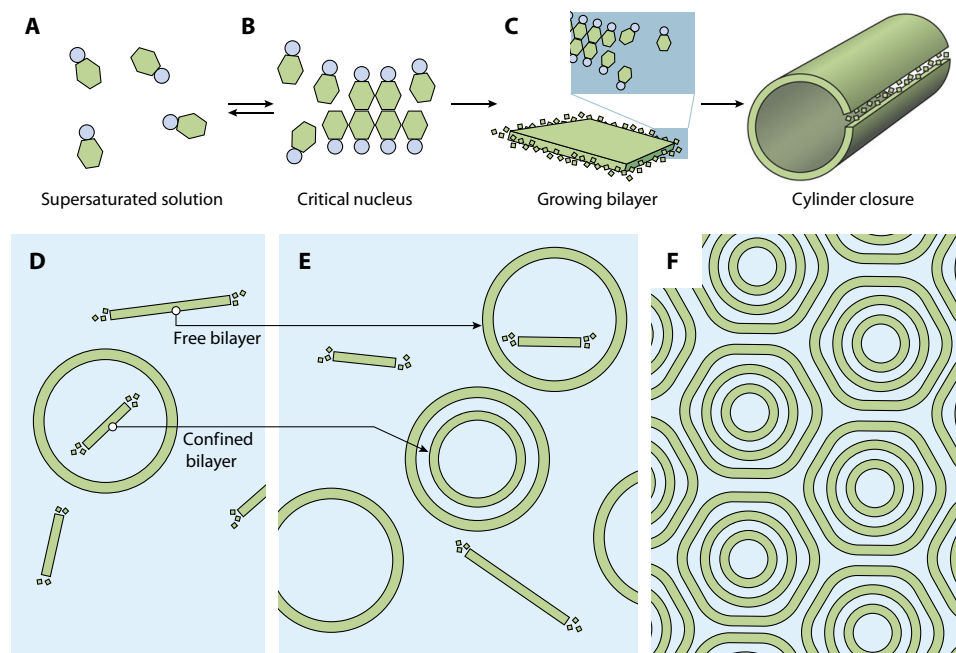 A
B
C
Supersaturated solution
Critical nucleus
Growing bilayer
Cylinder closure
D
E
F
Free bilayer
Confined
bilayer